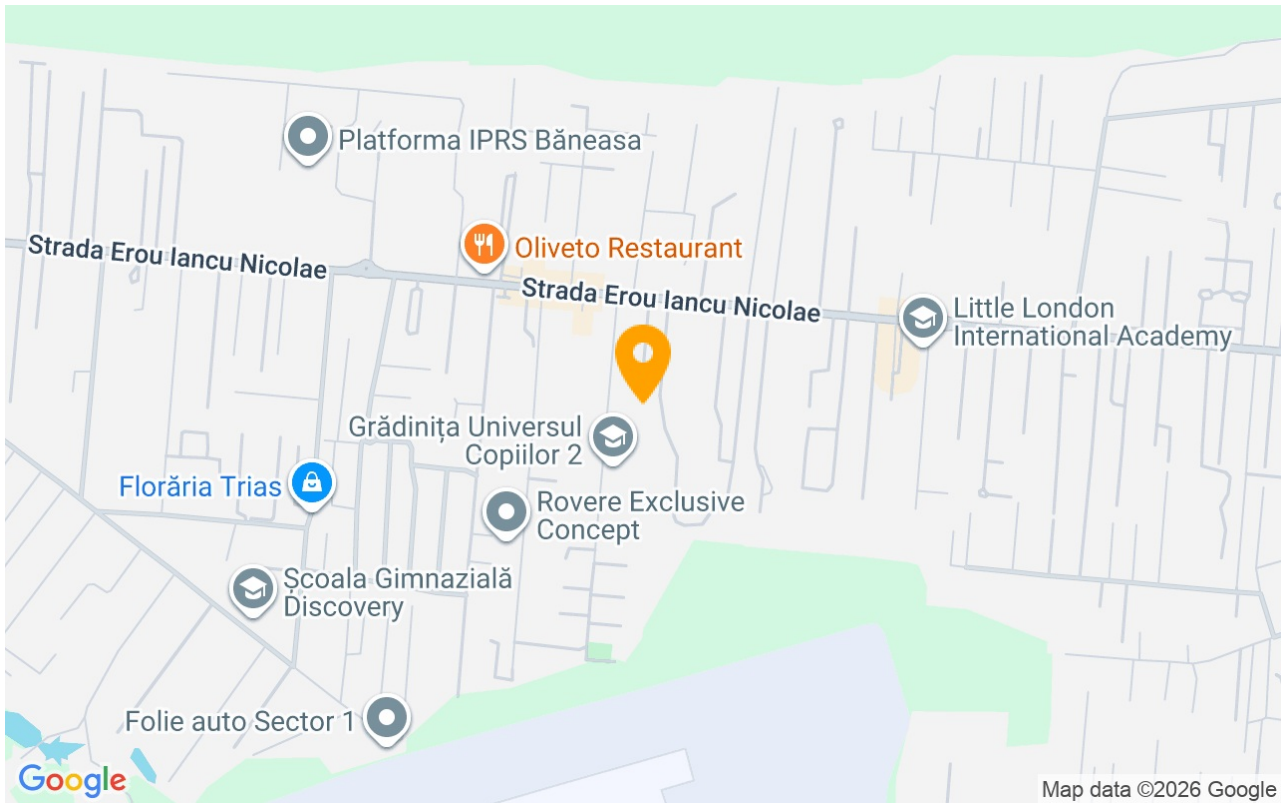 Platforma IPRS Băneasa
Strada Erou Iancu Nicolae
Oliveto Restaurant
Strada Erou Iancu Nicolae
Little London
International Academy
Grădinița Universul
Copiilor 2
Florăria Trias
Rovere Exclusive
Concept
Școala Gimnazială
Discovery
Folie auto Sector 1
Google
Map data ©2026 Google